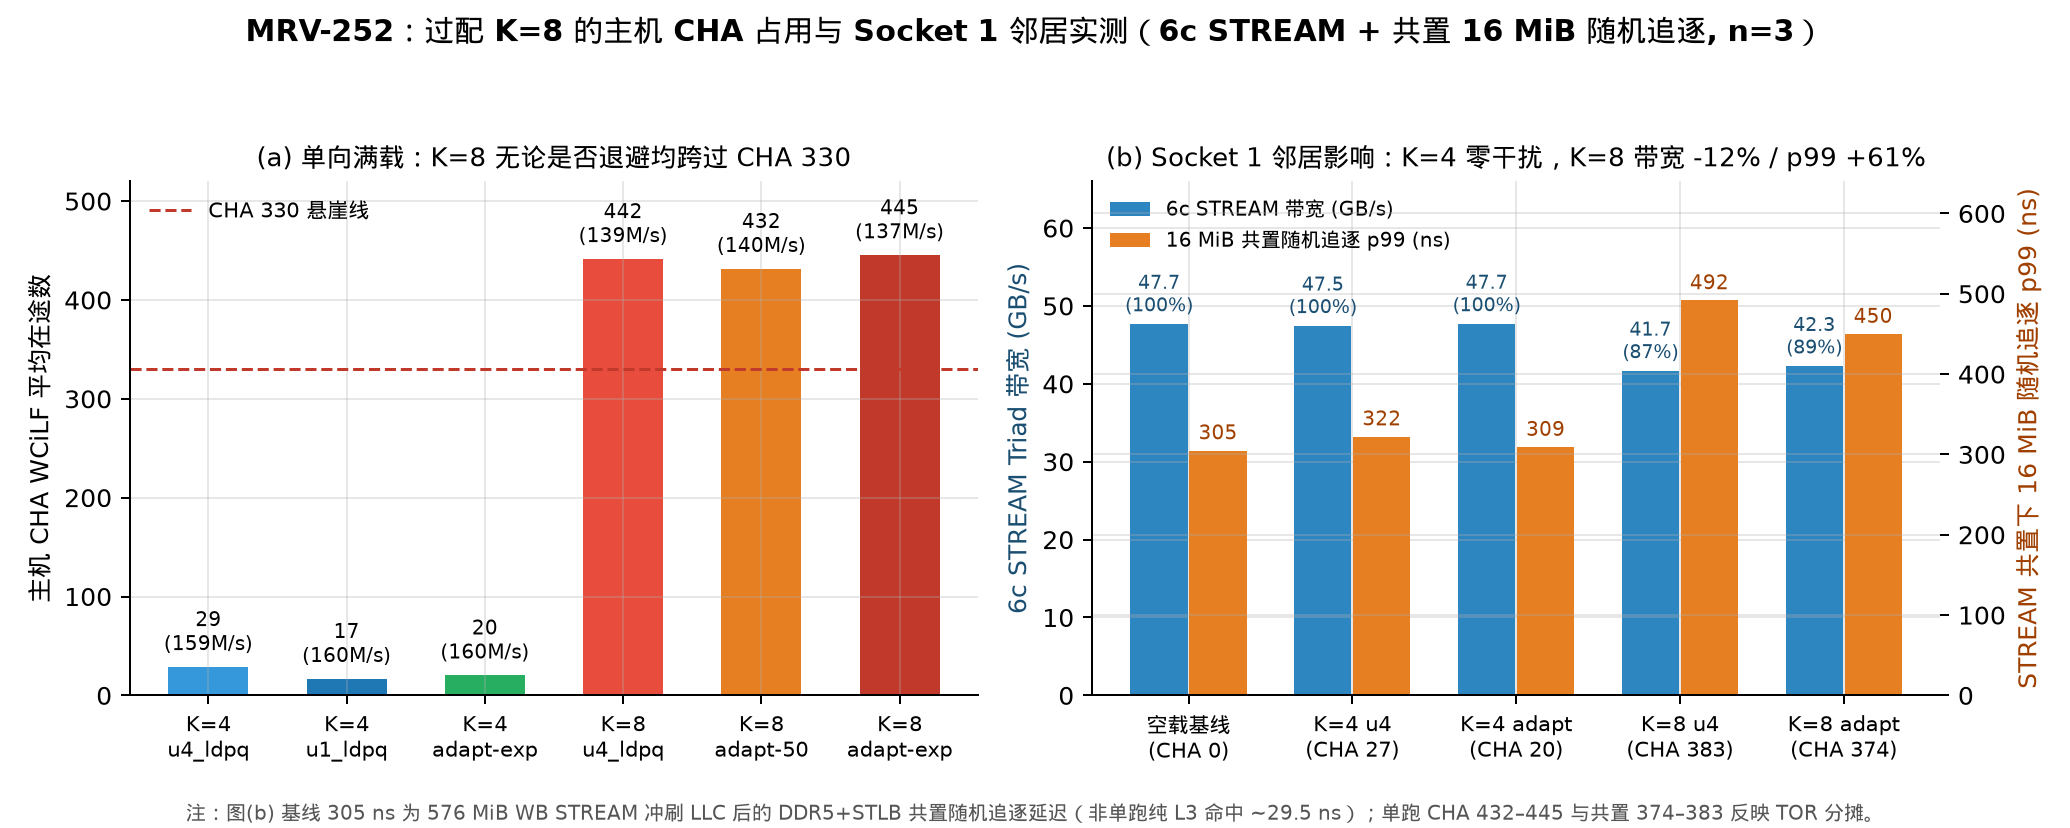 MRV-252：过配 K=8 的主机 CHA 占用与 Socket 1 邻居实测（6c STREAM + 共置 16 MiB 随机追逐, n=3）
(a) 单向满载：K=8 无论是否退避均跨过 CHA 330
主机 CHA WCiLF 平均在途数
500
400
300
200
100
0
CHA 330 悬崖线
29
(159M/s)
17
(160M/s)
20
(160M/s)
442
(139M/s)
432
(140M/s)
445
(137M/s)
K=4
u4_ldpq
K=4
u1_ldpq
K=4
adapt-exp
K=8
u4_ldpq
K=8
adapt-50
K=8
adapt-exp
(b) Socket 1 邻居影响：K=4 零干扰，K=8 带宽 -12% / p99 +61%
6c STREAM Triad 带宽 (GB/s)
60
50
40
30
20
10
0
6c STREAM 带宽 (GB/s)
16 MiB 共置随机追逐 p99 (ns)
47.7
(100%)
305
47.5
(100%)
322
47.7
(100%)
309
41.7
(87%)
492
42.3
(89%)
450
空载基线
(CHA 0)
K=4 u4
(CHA 27)
K=4 adapt
(CHA 20)
K=8 u4
(CHA 383)
K=8 adapt
(CHA 374)
600
500
400
300
200
100
0
STREAM 共置下 16 MiB 随机追逐 p99 (ns)
注：图(b) 基线 305 ns 为 576 MiB WB STREAM 冲刷 LLC 后的 DDR5+STLB 共置随机追逐延迟（非单跑纯 L3 命中 ~29.5 ns）；单跑 CHA 432–445 与共置 374–383 反映 TOR 分摊。